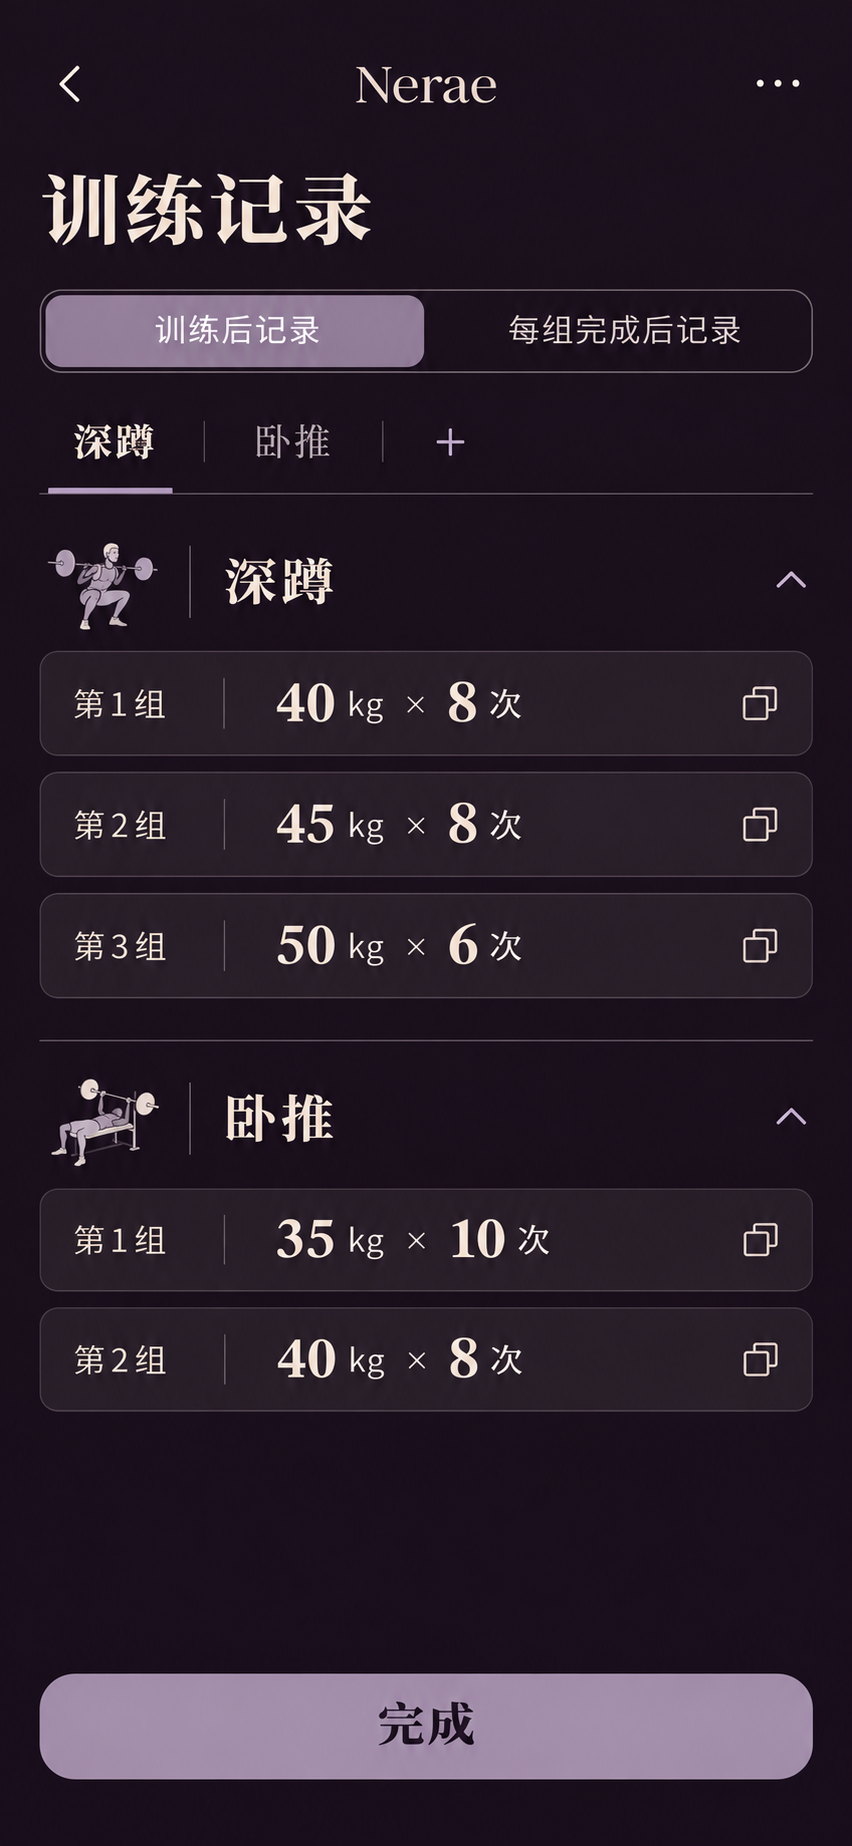 Nerae
训练记录
训练后记录 每组完成后记录
深蹲 卧推 +
深蹲
第1组 40 kg × 8 次
第2组 45 kg × 8 次
第3组 50 kg × 6 次
卧推
第1组 35 kg × 10 次
第2组 40 kg × 8 次
完成